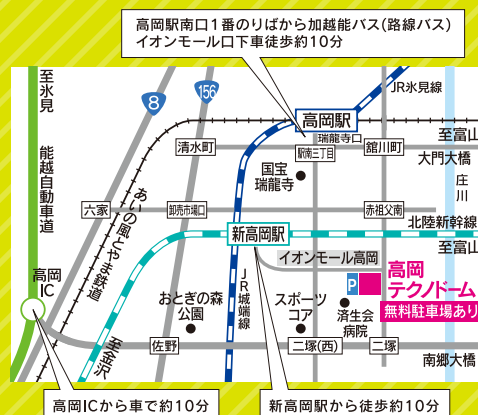 高岡駅南口1番のりばから加越能バス(路線バス)
イオンモール口下車徒歩約10分
至氷見
能越自動車道
8
156
JR氷見線
高岡駅
瑞龍寺口
至富山
清水町
駅南三丁目
舘川町
大門大橋
国宝
瑞龍寺
庄川
あいの風とやま鉄道
六家
卸売市場口
赤祖父南
北陸新幹線
新高岡駅
至富山
イオンモール高岡
高岡
IC
JR城端線
P
高岡
テクノドーム
無料駐車場あり
おとぎの森
公園
スポーツ
コア
済生会
病院
至金沢
佐野
二塚(西)
二塚
南郷大橋
高岡ICから車で約10分
新高岡駅から徒歩約10分